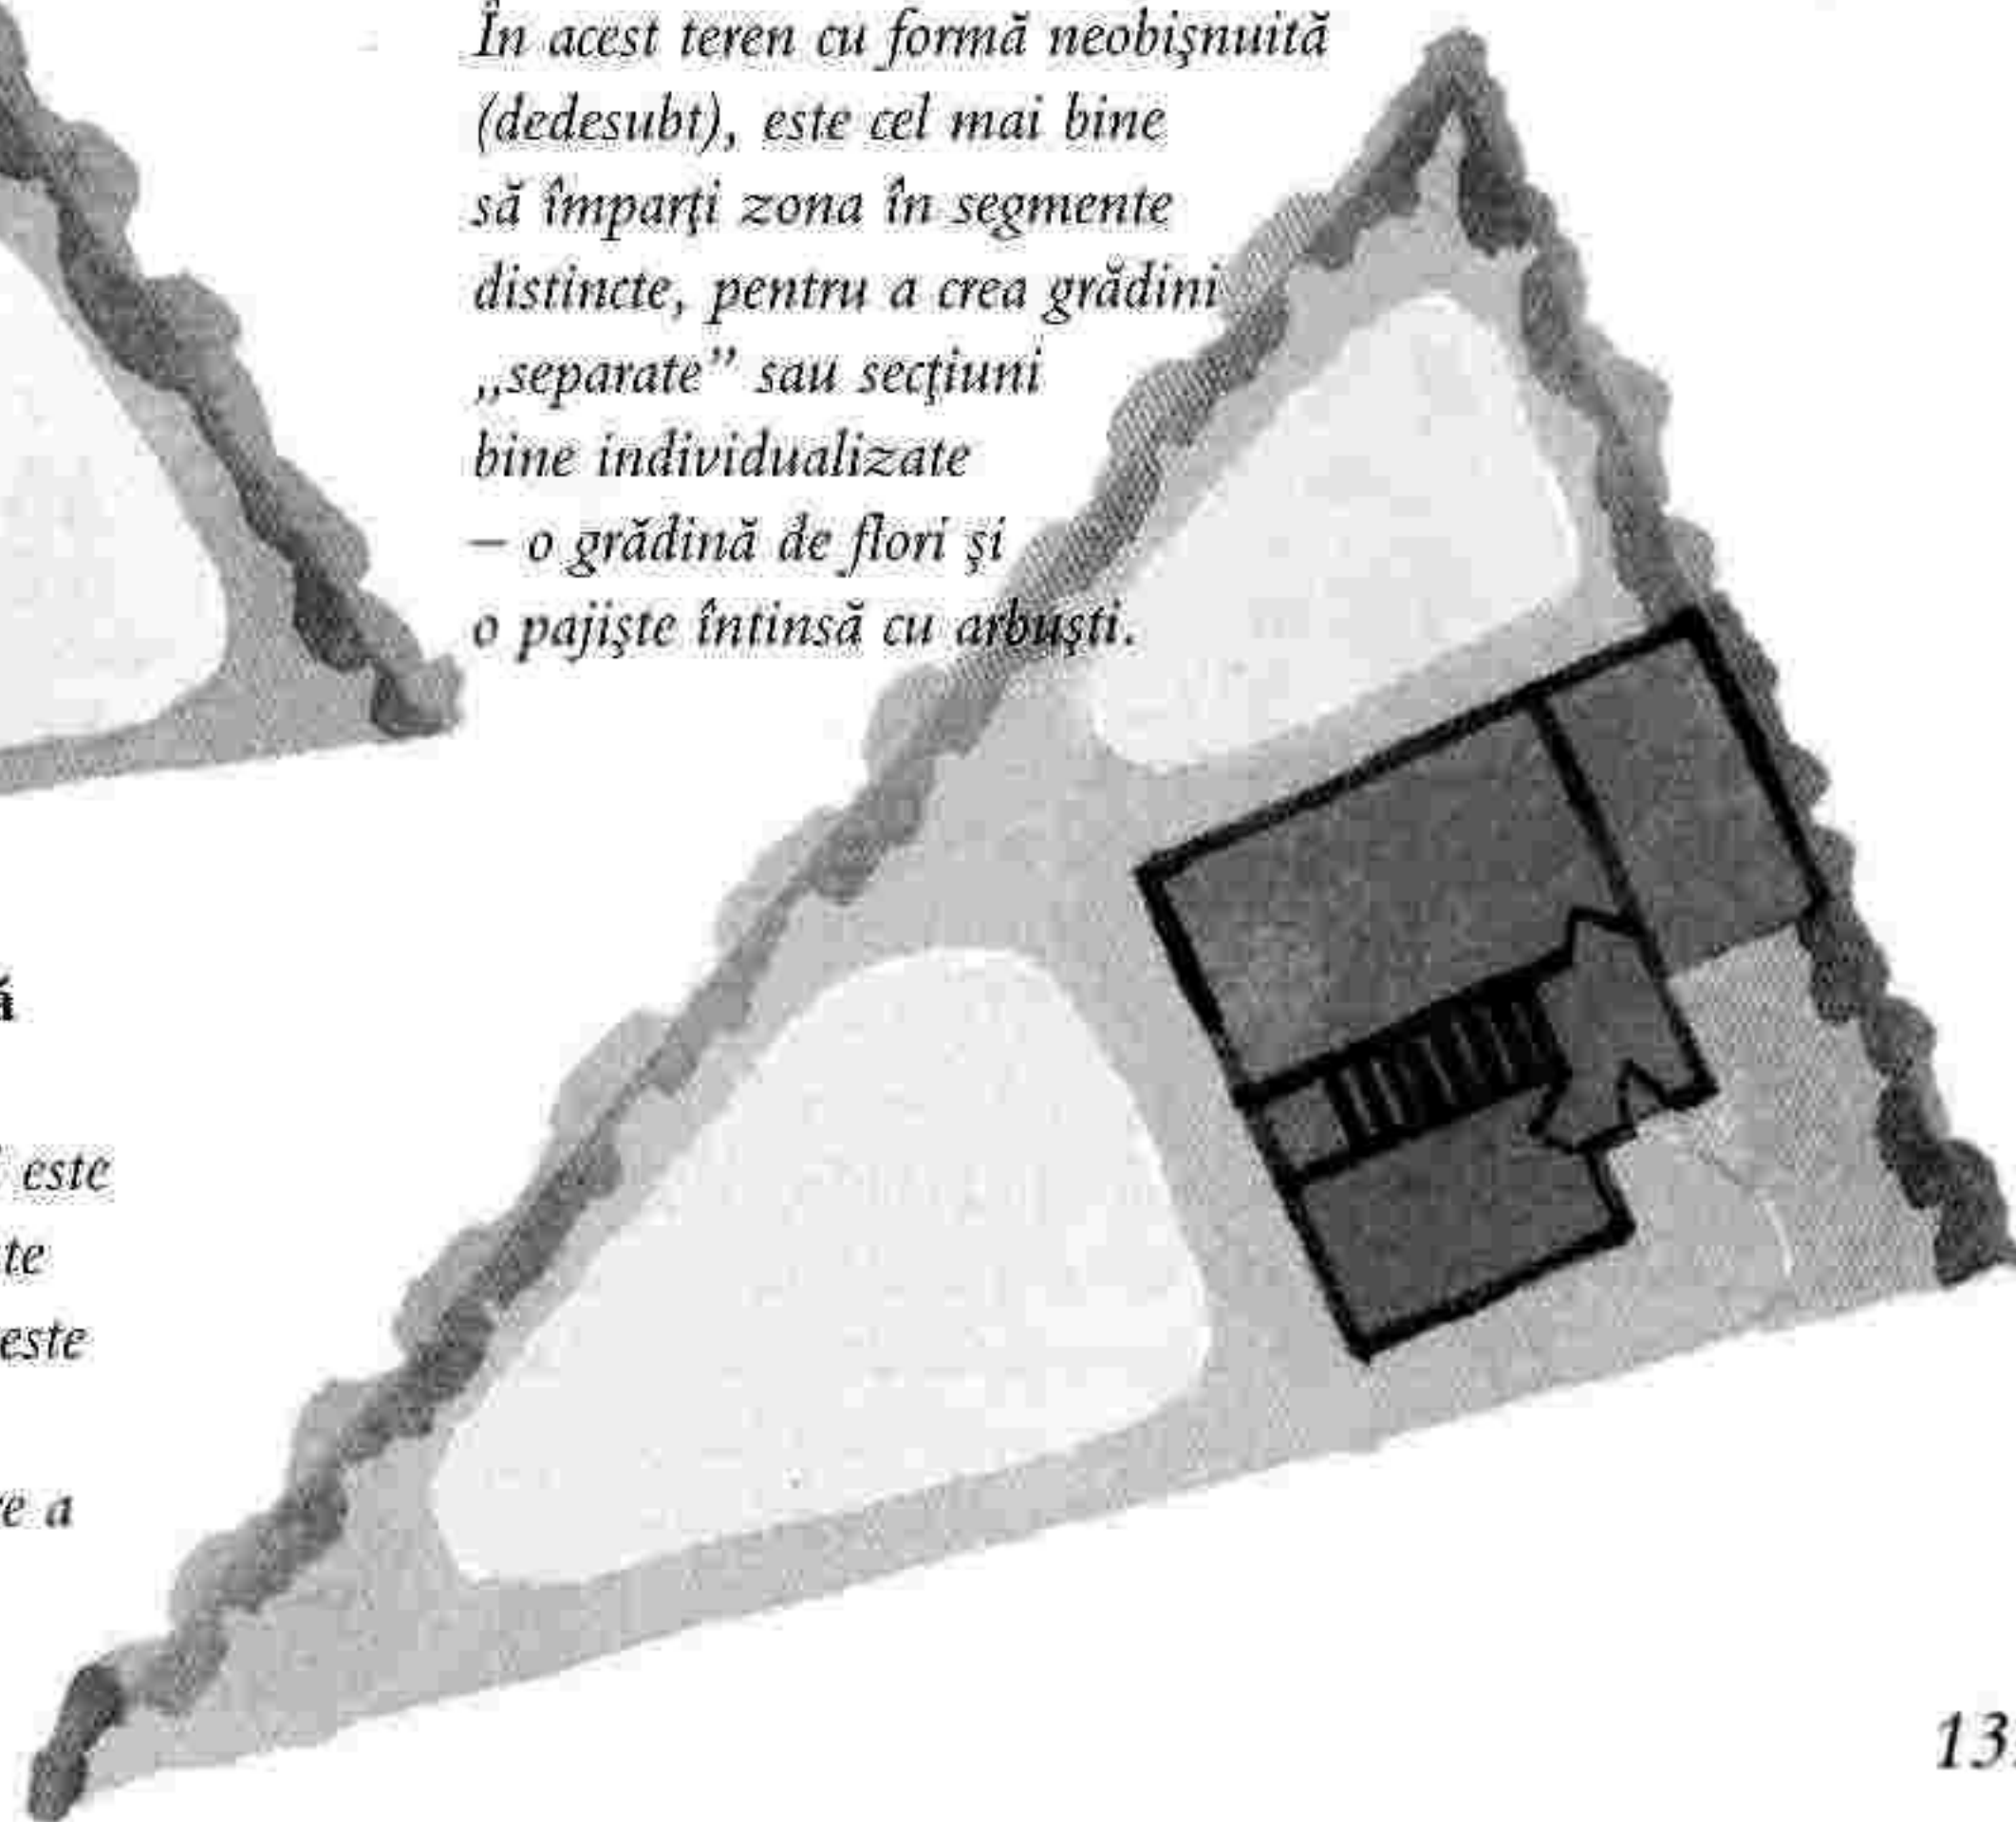 În acest teren cu formă neobişnuită
(dedesubt), este cel mai bine
să împarţi zona în segmente
distincte, pentru a crea grădini
„separate” sau secţiuni
bine individualizate
– o grădină de flori şi
o pajişte întinsă cu arbuşti.
este
este
a